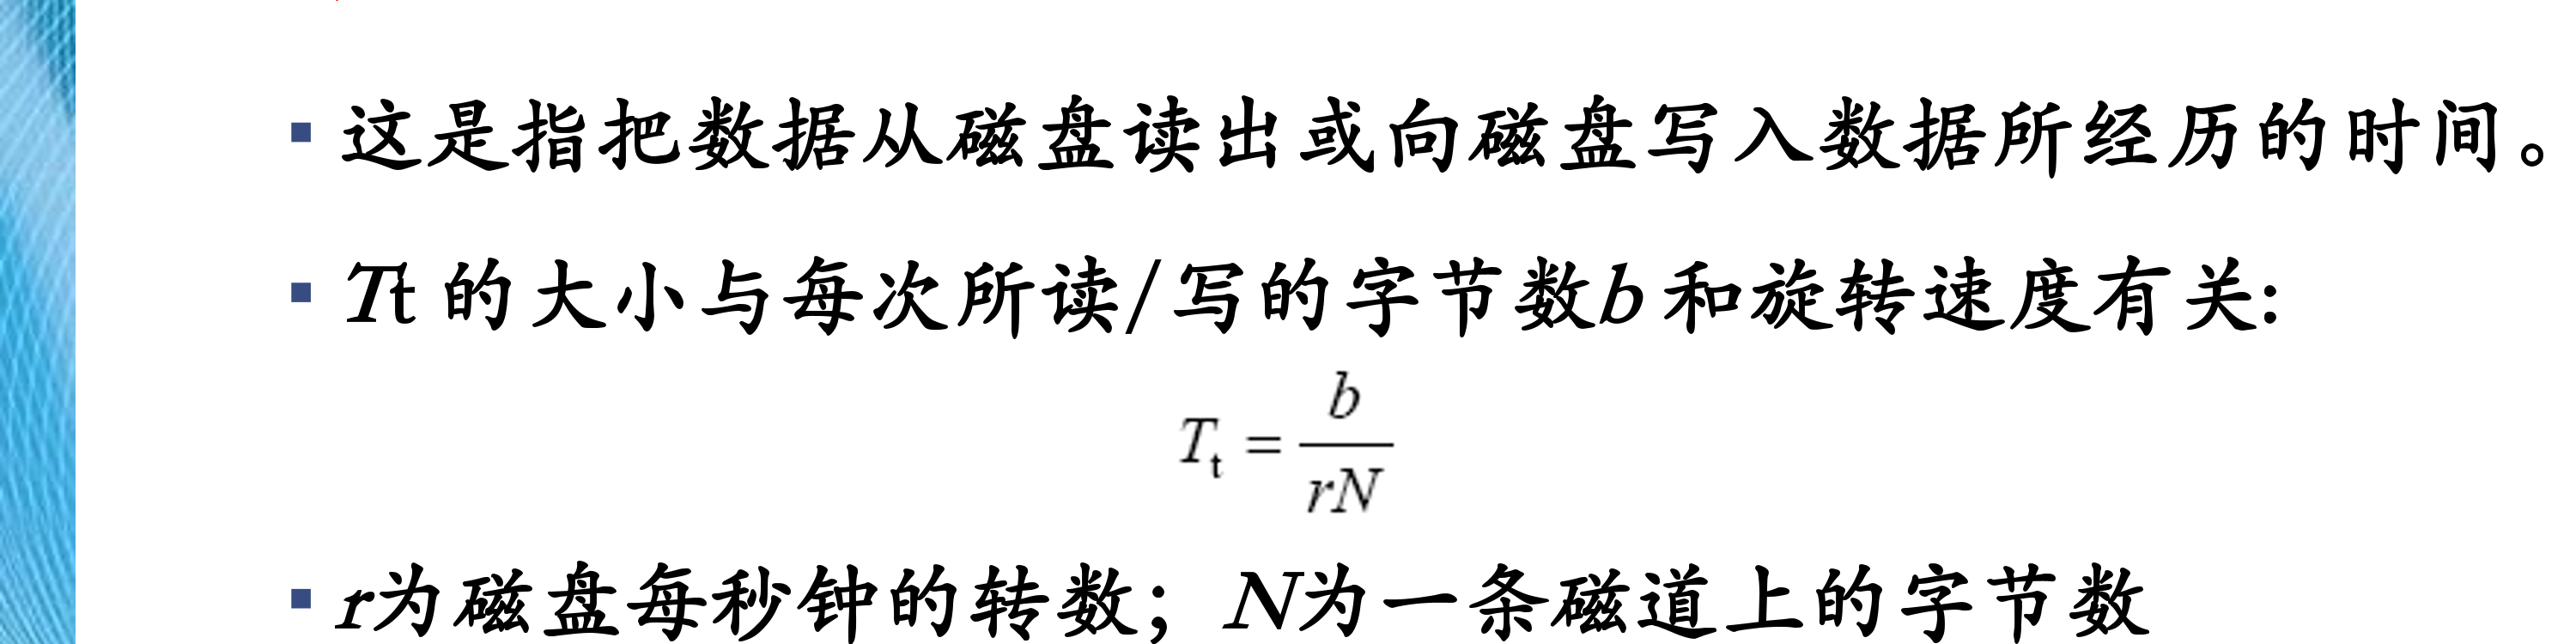 这是指把数据从磁盘读出或向磁盘写入数据所经历的时间。
Tt 的大小与每次所读/写的字节数b 和旋转速度有关:
T_t = b / rN
r为磁盘每秒钟的转数；N为一条磁道上的字节数